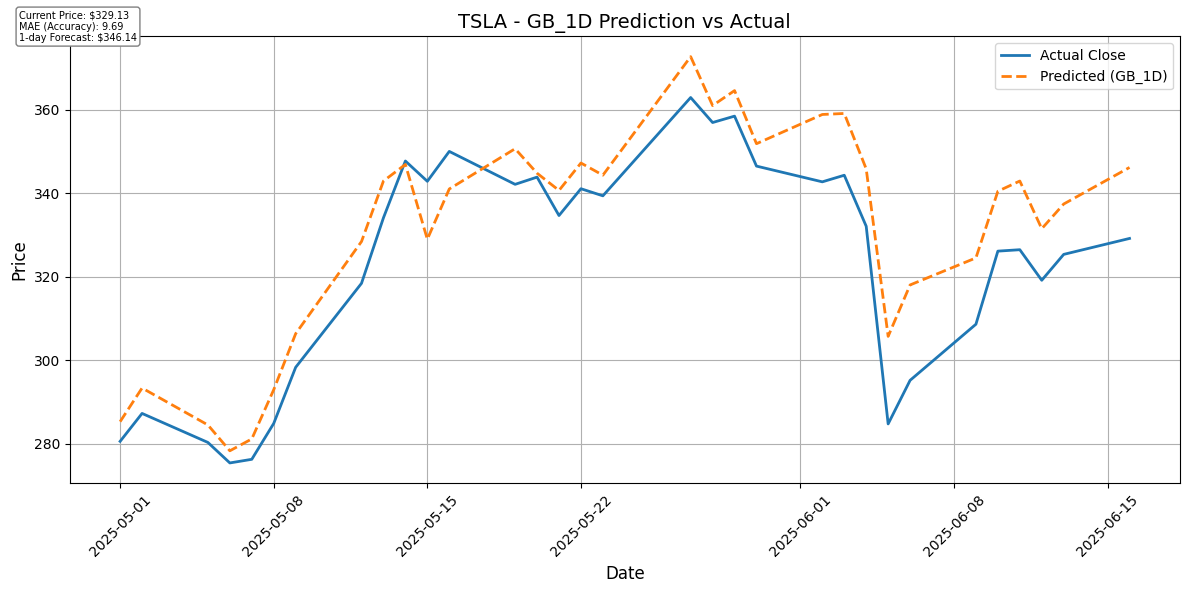 Current Price: $329.13
MAE (Accuracy): 9.69
1-day Forecast: $346.14
TSLA - GB_1D Prediction vs Actual
Actual Close
Predicted (GB_1D)
Price
360
340
320
300
280
2025-05-01
2025-05-08
2025-05-15
2025-05-22
2025-06-01
2025-06-08
2025-06-15
Date